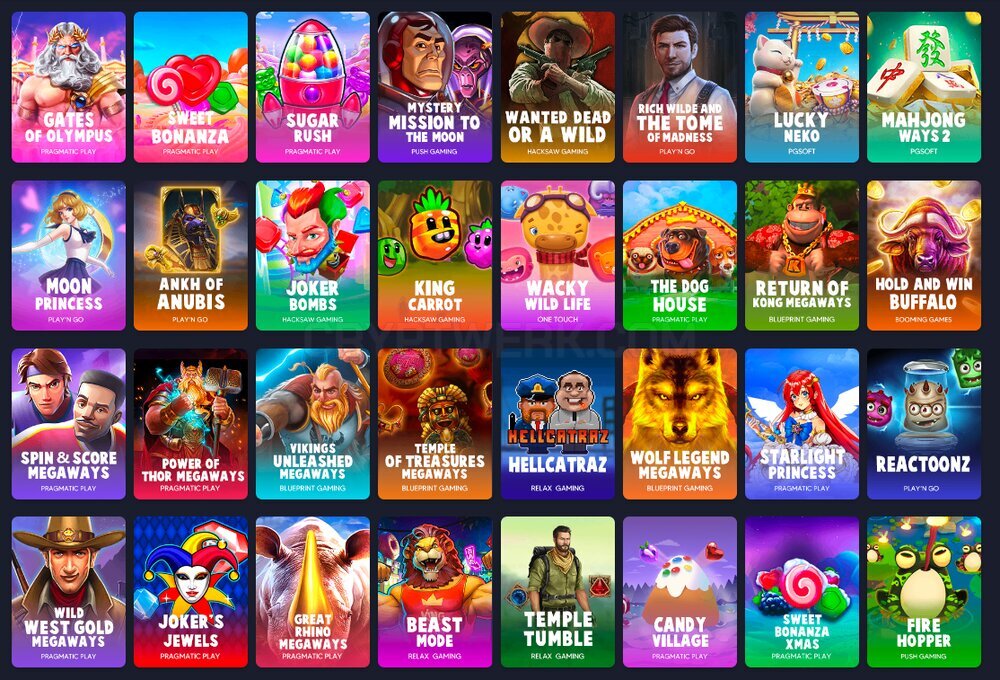 GATES
OF OLYMPUS
PRAGMATIC PLAY
SWEET
BONANZA
PRAGMATIC PLAY
SUGAR
RUSH
PRAGMATIC PLAY
MYSTERY
MISSION TO
THE MOON
PUSH GAMING
WANTED DEAD
OR A WILD
HACKSAW GAMING
RICH WILDE AND
THE TOME
OF MADNESS
PLAY'N GO
LUCKY
NEKO
PGSOFT
中
發
MAHJONG
WAYS 2
PGSOFT
MOON
PRINCESS
PLAY'N GO
ANKH OF
ANUBIS
PLAY'N GO
JOKER
BOMBS
HACKSAW GAMING
KING
CARROT
HACKSAW GAMING
WACKY
WILD LIFE
ONE TOUCH
THE DOG
HOUSE
PRAGMATIC PLAY
K
RETURN OF
KONG MEGAWAYS
BLUEPRINT GAMING
HOLD AND WIN
BUFFALO
BOOMING GAMES
SPIN & SCORE
MEGAWAYS
PRAGMATIC PLAY
POWER OF
THOR MEGAWAYS
PRAGMATIC PLAY
VIKINGS
UNLEASHED
MEGAWAYS
BLUEPRINT GAMING
TEMPLE
OF TREASURES
MEGAWAYS
BLUEPRINT GAMING
HELLCATRAZ
HELLCATRAZ
RELAX GAMING
WOLF LEGEND
MEGAWAYS
BLUEPRINT GAMING
STARLIGHT
PRINCESS
PRAGMATIC PLAY
REACTOONZ
PLAY'N GO
WILD
WEST GOLD
MEGAWAYS
PRAGMATIC PLAY
JOKER'S
JEWELS
PRAGMATIC PLAY
GREAT
RHINO
MEGAWAYS
PRAGMATIC PLAY
BEAST
MODE
RELAX GAMING
TEMPLE
TUMBLE
RELAX GAMING
CANDY
VILLAGE
PRAGMATIC PLAY
SWEET
BONANZA
XMAS
PRAGMATIC PLAY
FIRE
HOPPER
PUSH GAMING
CRYPTWERK.COM